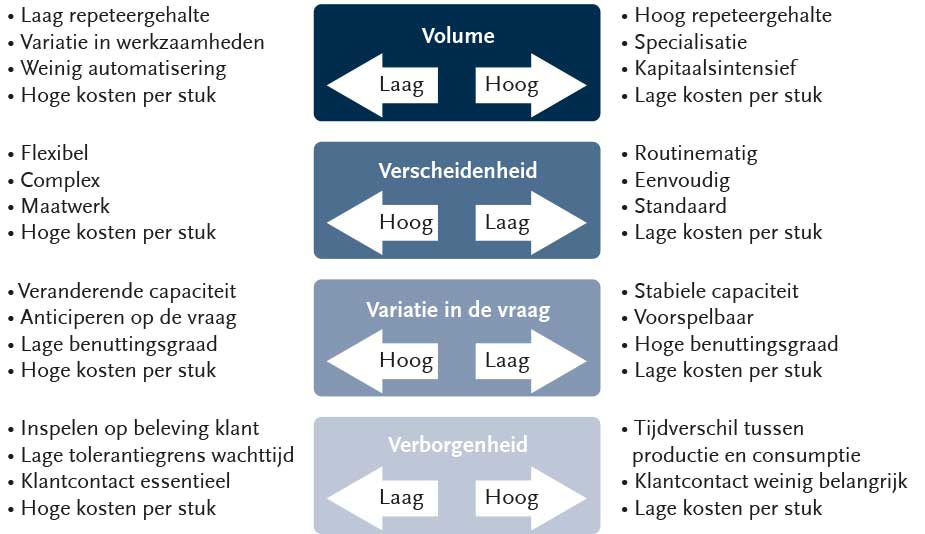 • Laag repeteergehalte
• Variatie in werkzaamheden
• Weinig automatisering
• Hoge kosten per stuk
Volume
Laag Hoog
• Hoog repeteergehalte
• Specialisatie
• Kapitaalsintensief
• Lage kosten per stuk
• Flexibel
• Complex
• Maatwerk
• Hoge kosten per stuk
Verscheidenheid
Hoog Laag
• Routinematig
• Eenvoudig
• Standaard
• Lage kosten per stuk
• Veranderende capaciteit
• Anticiperen op de vraag
• Lage benuttingsgraad
• Hoge kosten per stuk
Variatie in de vraag
Hoog Laag
• Stabiele capaciteit
• Voorspelbaar
• Hoge benuttingsgraad
• Lage kosten per stuk
• Inspelen op beleving klant
• Lage tolerantiegrens wachttijd
• Klantcontact essentieel
• Hoge kosten per stuk
Verborgenheid
Laag Hoog
• Tijdverschil tussen
productie en consumptie
• Klantcontact weinig belangrijk
• Lage kosten per stuk